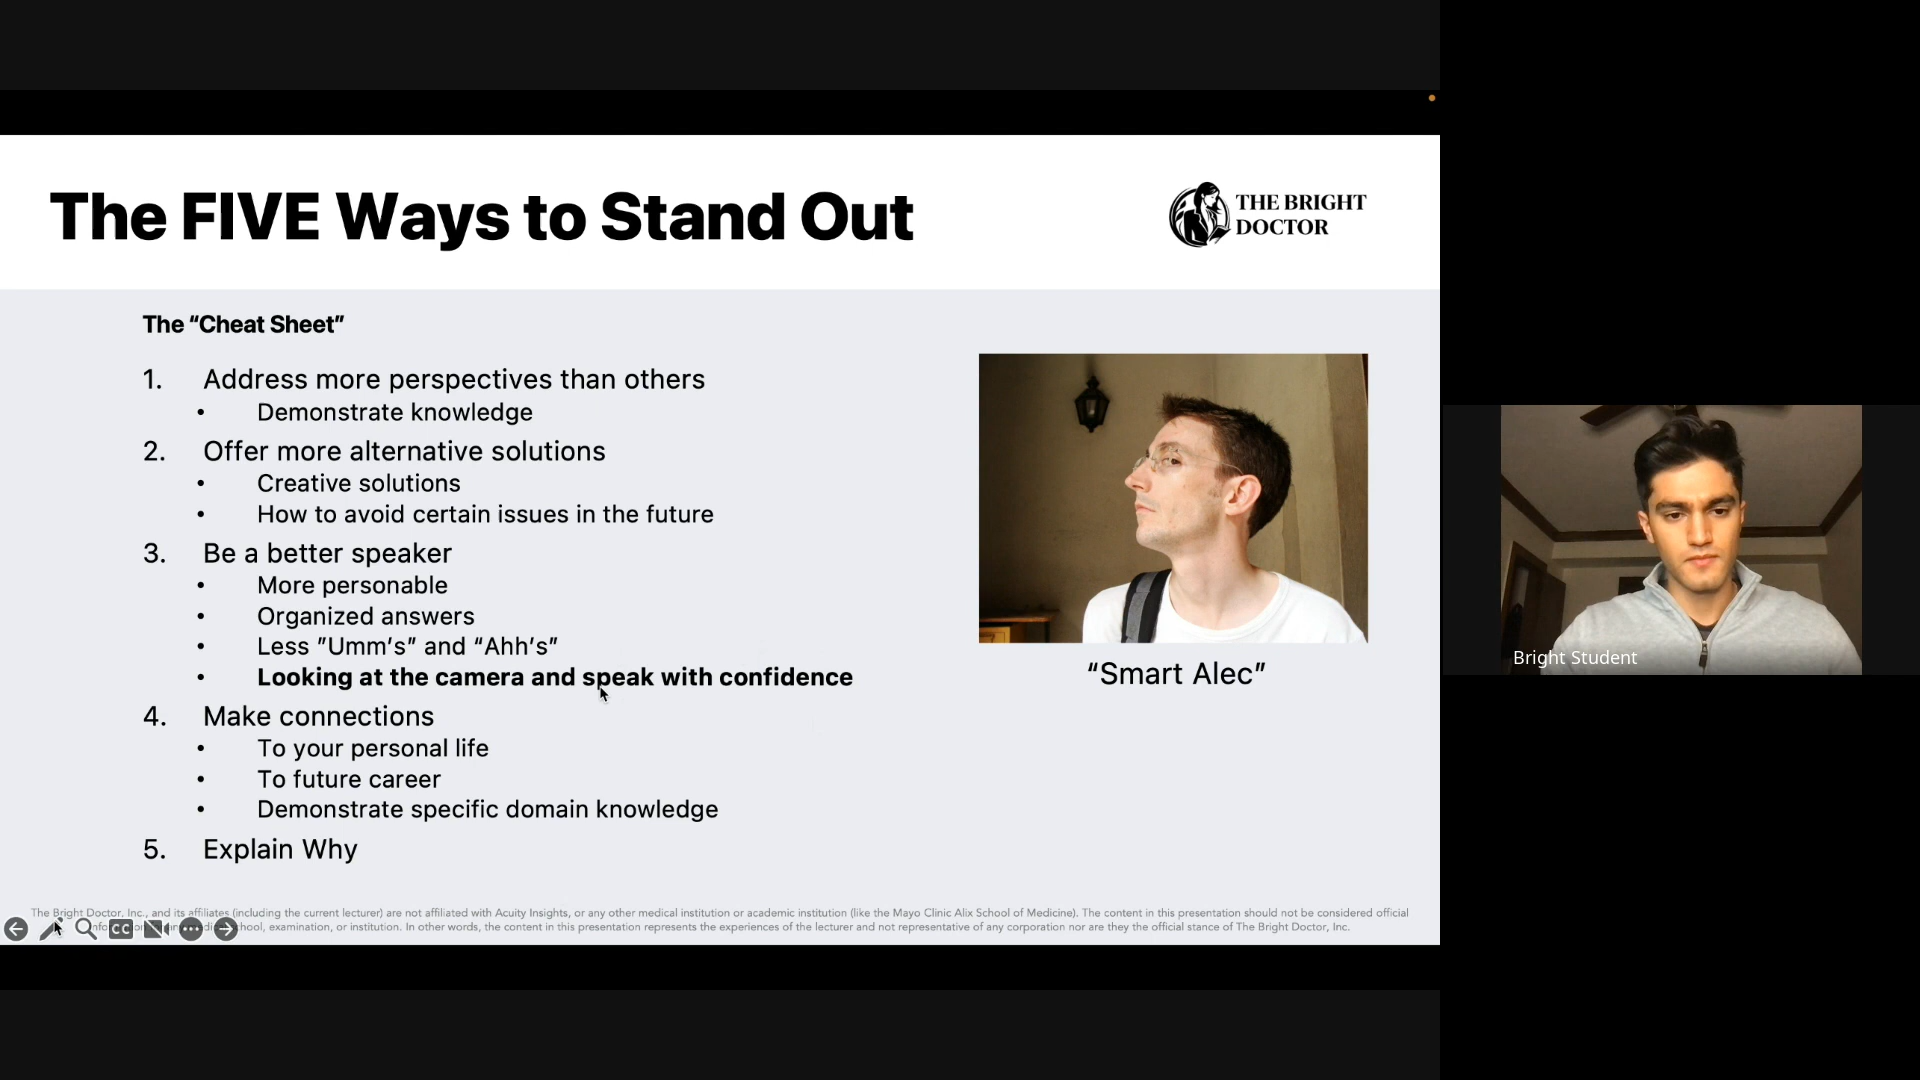 The FIVE Ways to Stand Out
THE BRIGHT
DOCTOR
The “Cheat Sheet”
1. Address more perspectives than others
• Demonstrate knowledge
2. Offer more alternative solutions
• Creative solutions
• How to avoid certain issues in the future
3. Be a better speaker
• More personable
• Organized answers
• Less ”Umm’s” and “Ahh’s”
• Looking at the camera and speak with confidence
4. Make connections
• To your personal life
• To future career
• Demonstrate specific domain knowledge
5. Explain Why
“Smart Alec”
Bright Student
The Bright Doctor, Inc., and its affiliates (including the current lecturer) are not affiliated with Acuity Insights, or any other medical institution or academic institution (like the Mayo Clinic Alix School of Medicine). The content in this presentation should not be considered official
school, examination, or institution. In other words, the content in this presentation represents the experiences of the lecturer and not representative of any corporation nor are they the official stance of The Bright Doctor, Inc.
CC